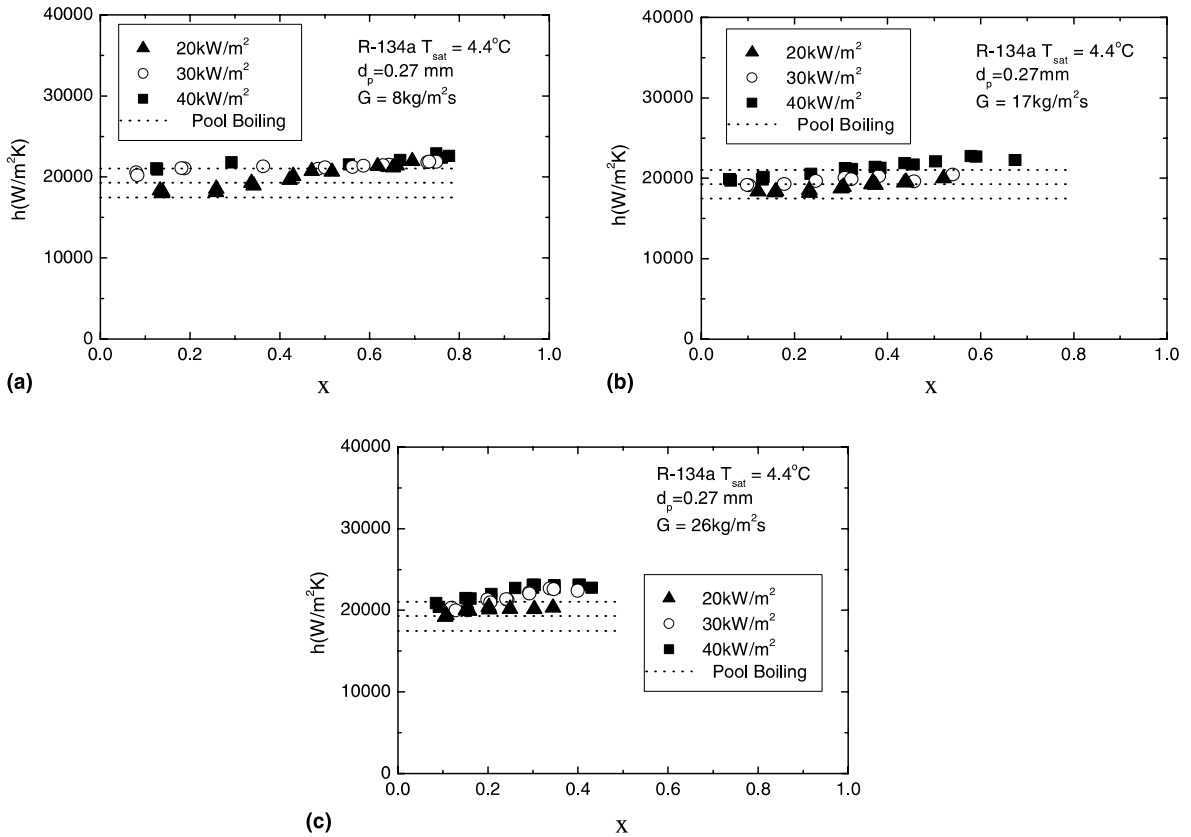 40000
30000
20000
10000
0
h(W/m²K)
20kW/m²
30kW/m²
40kW/m²
Pool Boiling
R-134a T_sat = 4.4°C
d_p=0.27 mm
G = 8kg/m²s
0.0 0.2 0.4 0.6 0.8 1.0
(a)
x
40000
30000
20000
10000
0
h(W/m²K)
20kW/m²
30kW/m²
40kW/m²
Pool Boiling
R-134a T_sat = 4.4°C
d_p=0.27mm
G = 17kg/m²s
0.0 0.2 0.4 0.6 0.8 1.0
(b)
x
40000
30000
20000
10000
0
h(W/m²K)
R-134a T_sat = 4.4°C
d_p=0.27 mm
G = 26kg/m²s
20kW/m²
30kW/m²
40kW/m²
Pool Boiling
0.0 0.2 0.4 0.6 0.8 1.0
(c)
x